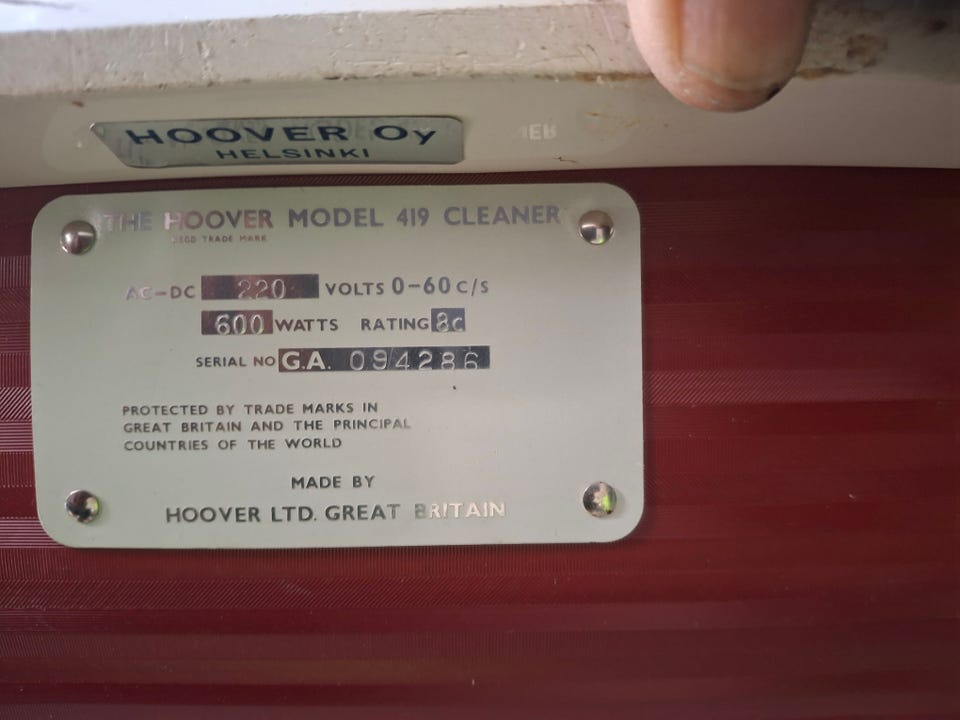 HOOVER Oy
HELSINKI
THE HOOVER MODEL 419 CLEANER
REGD TRADE MARK
AC-DC 220 VOLTS 0-60 C/S
600 WATTS RATING 8c
SERIAL NO G.A. 094286
PROTECTED BY TRADE MARKS IN
GREAT BRITAIN AND THE PRINCIPAL
COUNTRIES OF THE WORLD
MADE BY
HOOVER LTD. GREAT BRITAIN